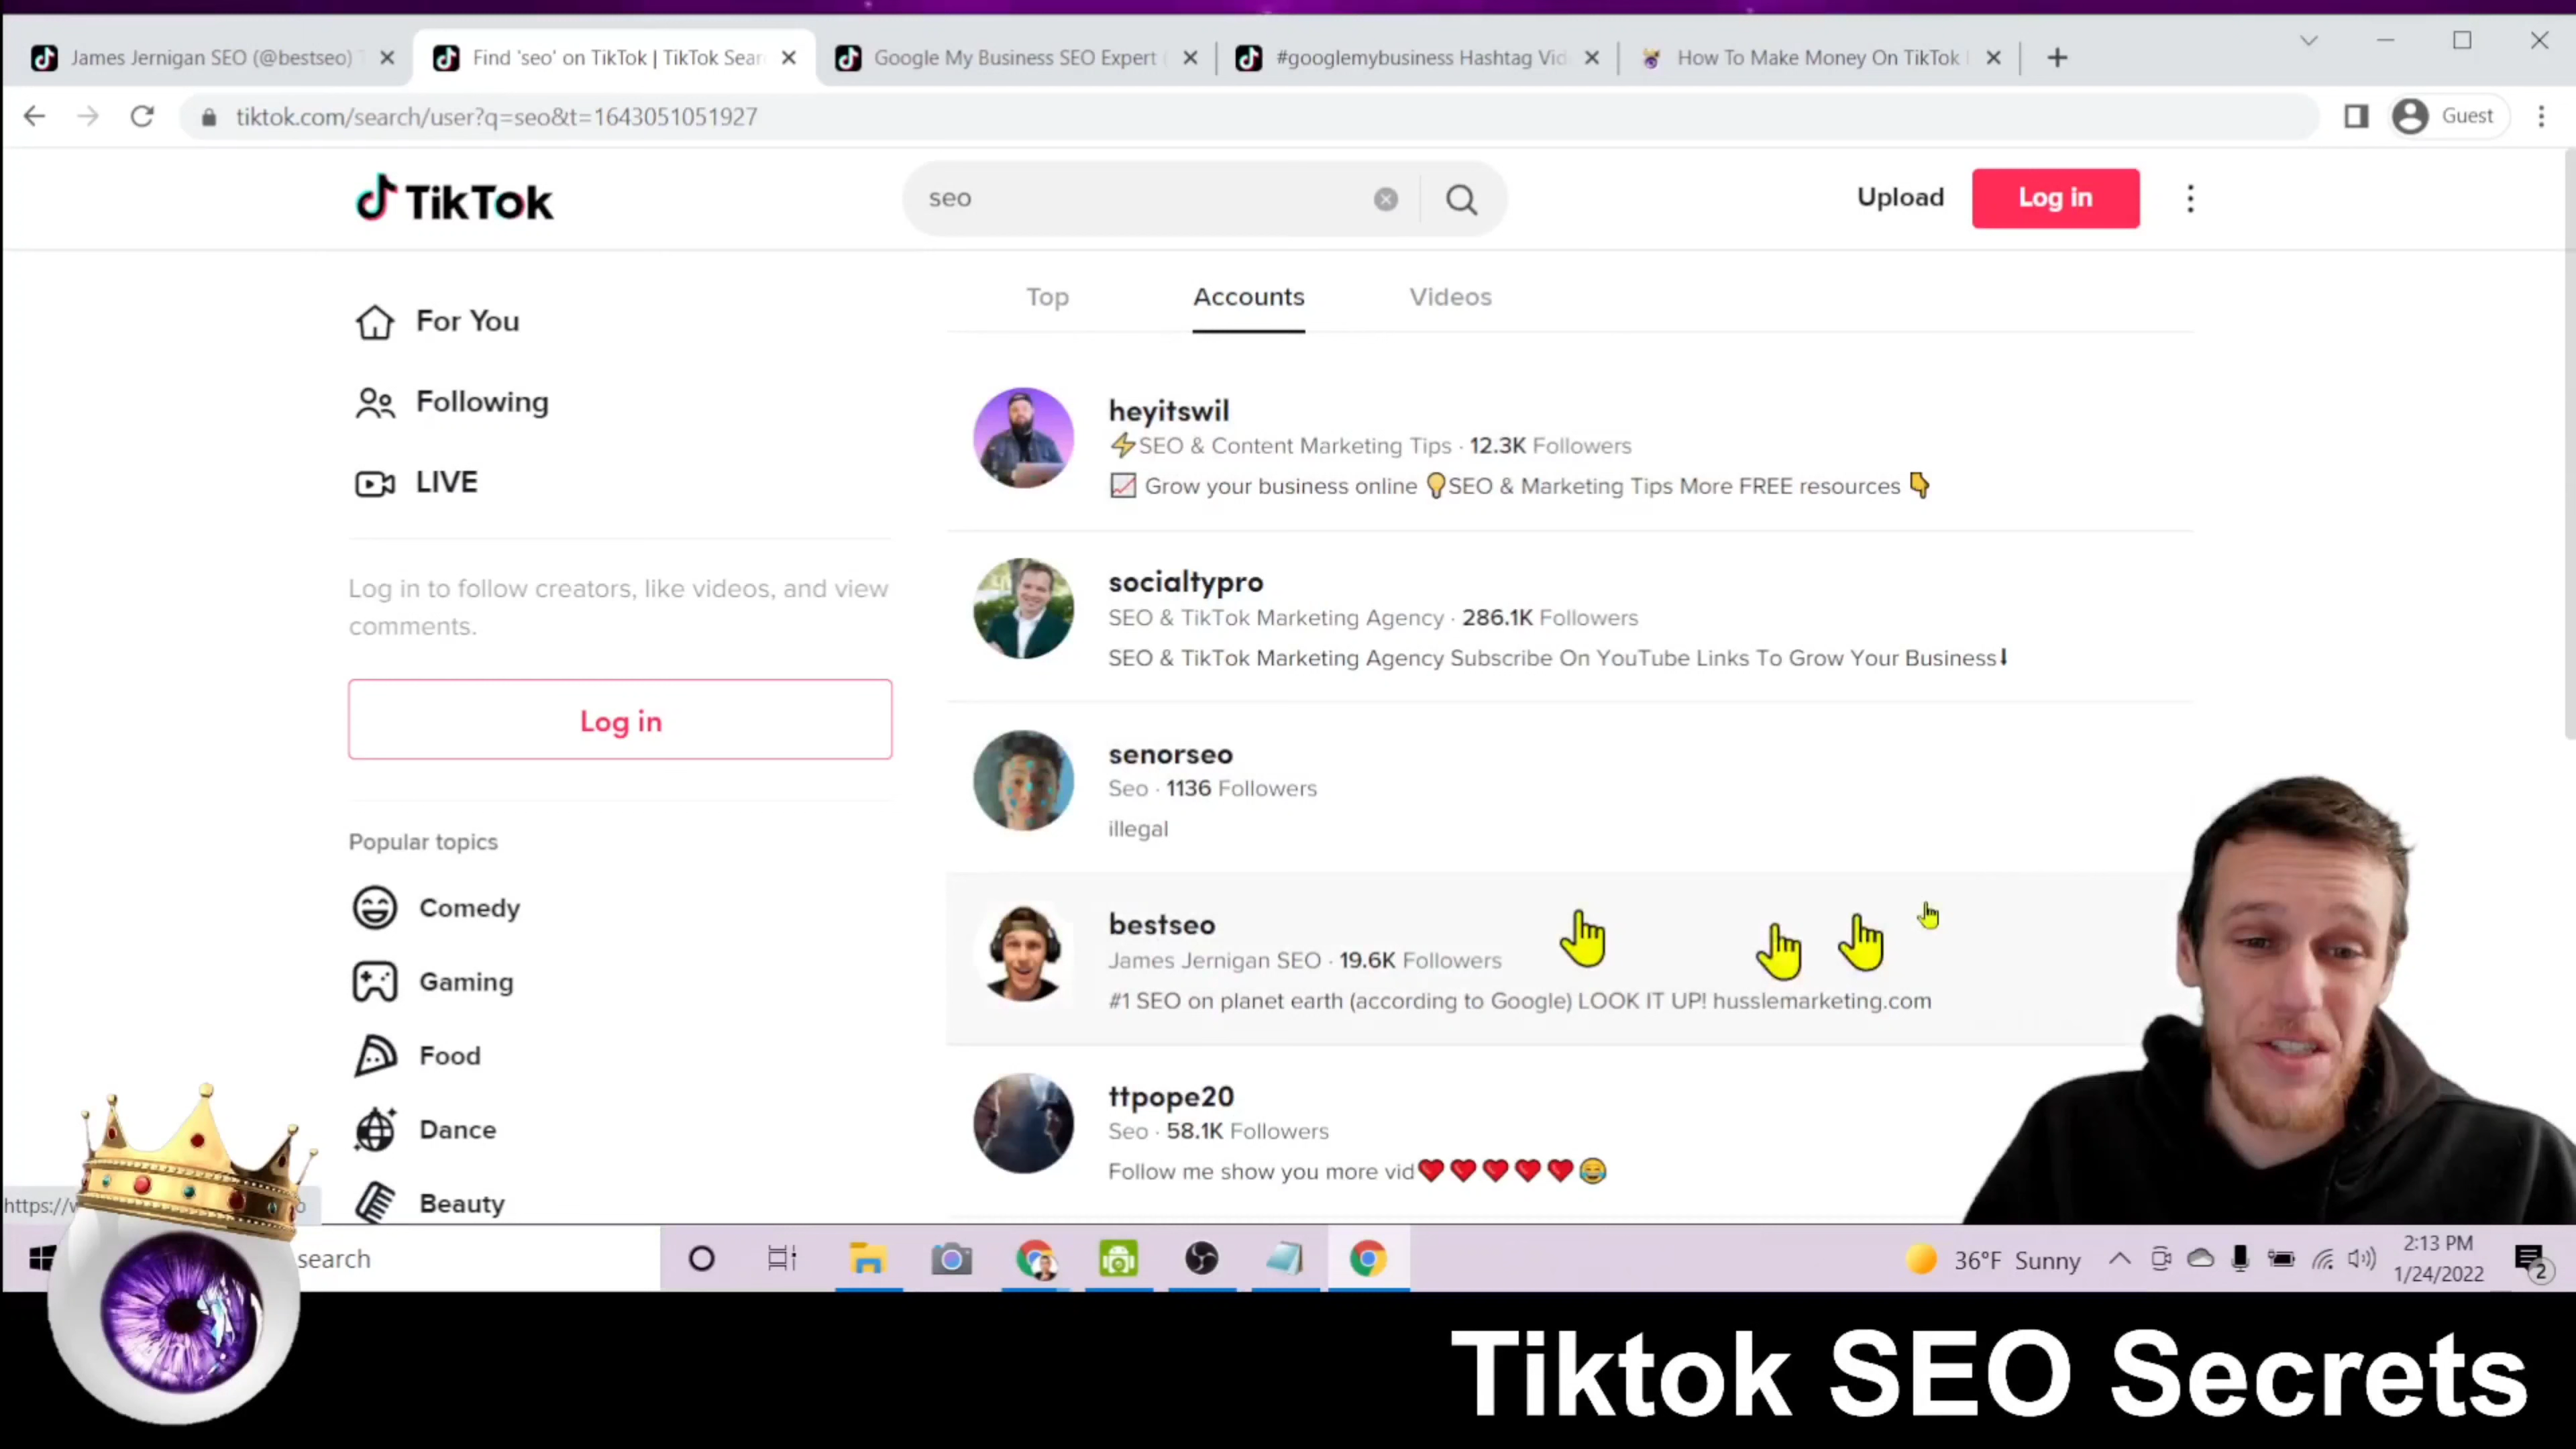 James Jernigan SEO (@bestseo) T
Find 'seo' on TikTok | TikTok Sear
Google My Business SEO Expert (
#googlemybusiness Hashtag Vid
How To Make Money On TikTok
tiktok.com/search/user?q=seo&t=1643051051927
Guest
TikTok
seo
Upload
Log in
Top
Accounts
Videos
For You
Following
LIVE
Log in to follow creators, like videos, and view
comments.
Log in
Popular topics
Comedy
Gaming
Food
Dance
Beauty
heyitswil
⚡SEO & Content Marketing Tips · 12.3K Followers
📈 Grow your business online 💡SEO & Marketing Tips More FREE resources 👇
socialtypro
SEO & TikTok Marketing Agency · 286.1K Followers
SEO & TikTok Marketing Agency Subscribe On YouTube Links To Grow Your Business⬇
senorseo
Seo · 1136 Followers
illegal
bestseo
James Jernigan SEO · 19.6K Followers
#1 SEO on planet earth (according to Google) LOOK IT UP! husslemarketing.com
ttpope20
Seo · 58.1K Followers
Follow me show you more vid❤️❤️❤️❤️❤️😂
https://w
search
36°F Sunny
2:13 PM
1/24/2022
2
Tiktok SEO Secrets